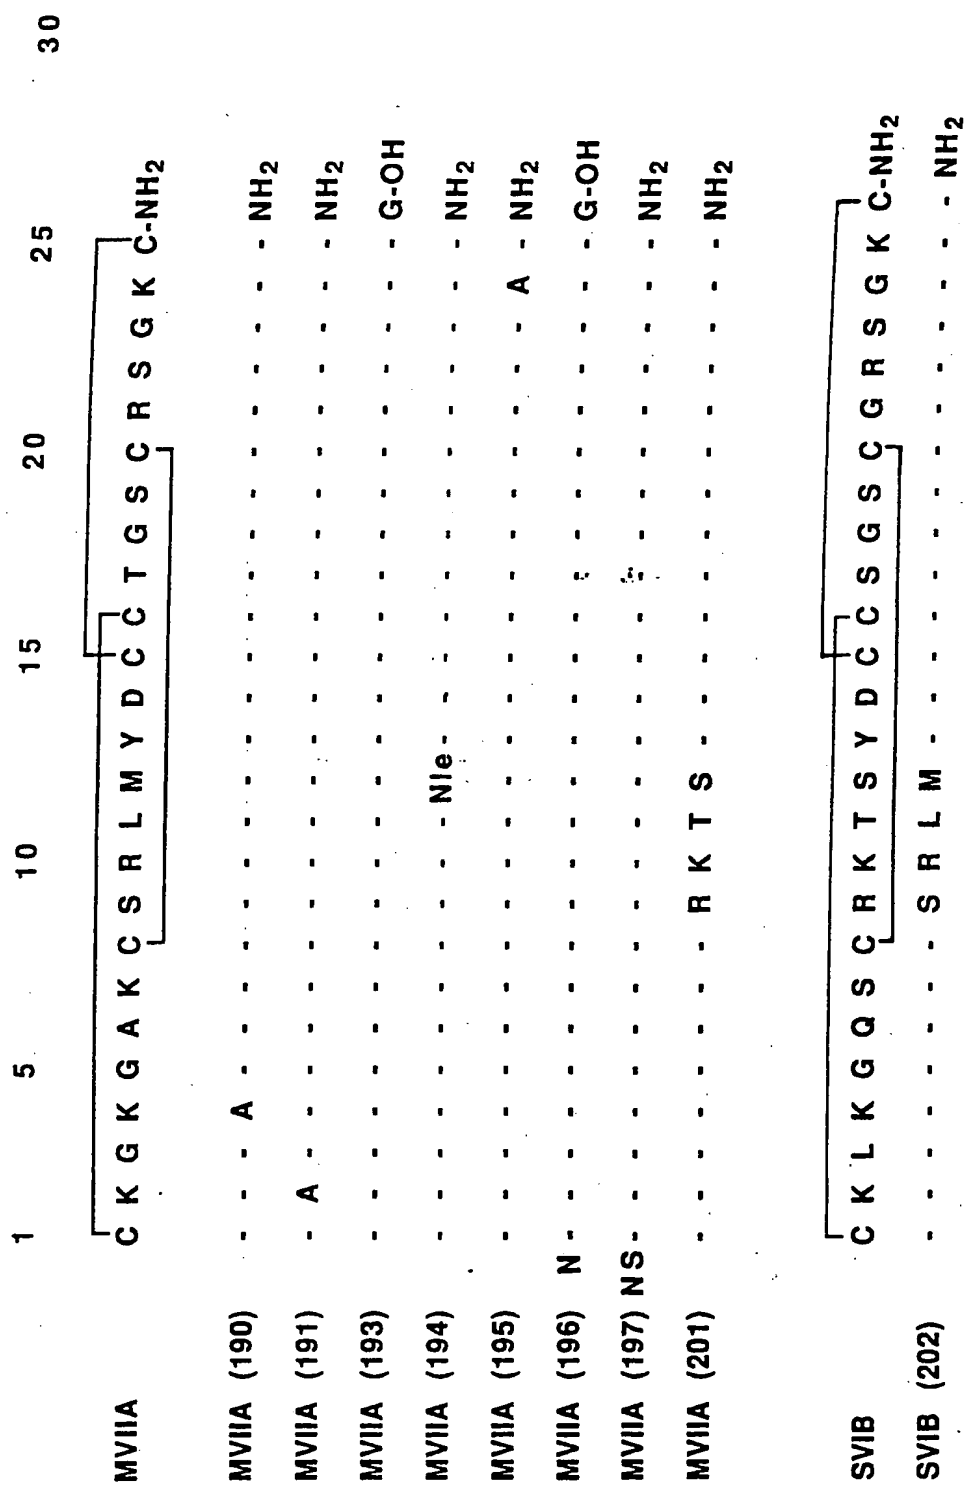 1 5 10 15 20 25 30
MVIIA C K G K G A K C S R L M Y D C C T G S C R S G K C-NH₂
MVIIA (190) - - - A - - - - - - - - - - - - - - - - - - - - - -NH₂
MVIIA (191) - A - - - - - - - - - - - - - - - - - - - - - - - -NH₂
MVIIA (193) - - - - - - - - - - - - - - - - - - - - - - - - - G-OH
MVIIA (194) - - - - - - - - - - - Nle - - - - - - - - - - - - - -NH₂
MVIIA (195) - - - - - - - - - - - - - - - - - - - - - - - A - -NH₂
MVIIA (196) N - - - - - - - - - - - - - - - - - - - - - - - - - G-OH
MVIIA (197) NS - - - - - - - - - - - - - - - - - - - - - - - - - -NH₂
MVIIA (201) - - - - - - - - R K T S - - - - - - - - - - - - - -NH₂
SVIB C K L K G Q S C R K T S Y D C C S G S C G R S G K C-NH₂
SVIB (202) - - - - - - - - S R L M - - - - - - - - - - - - - - - NH₂